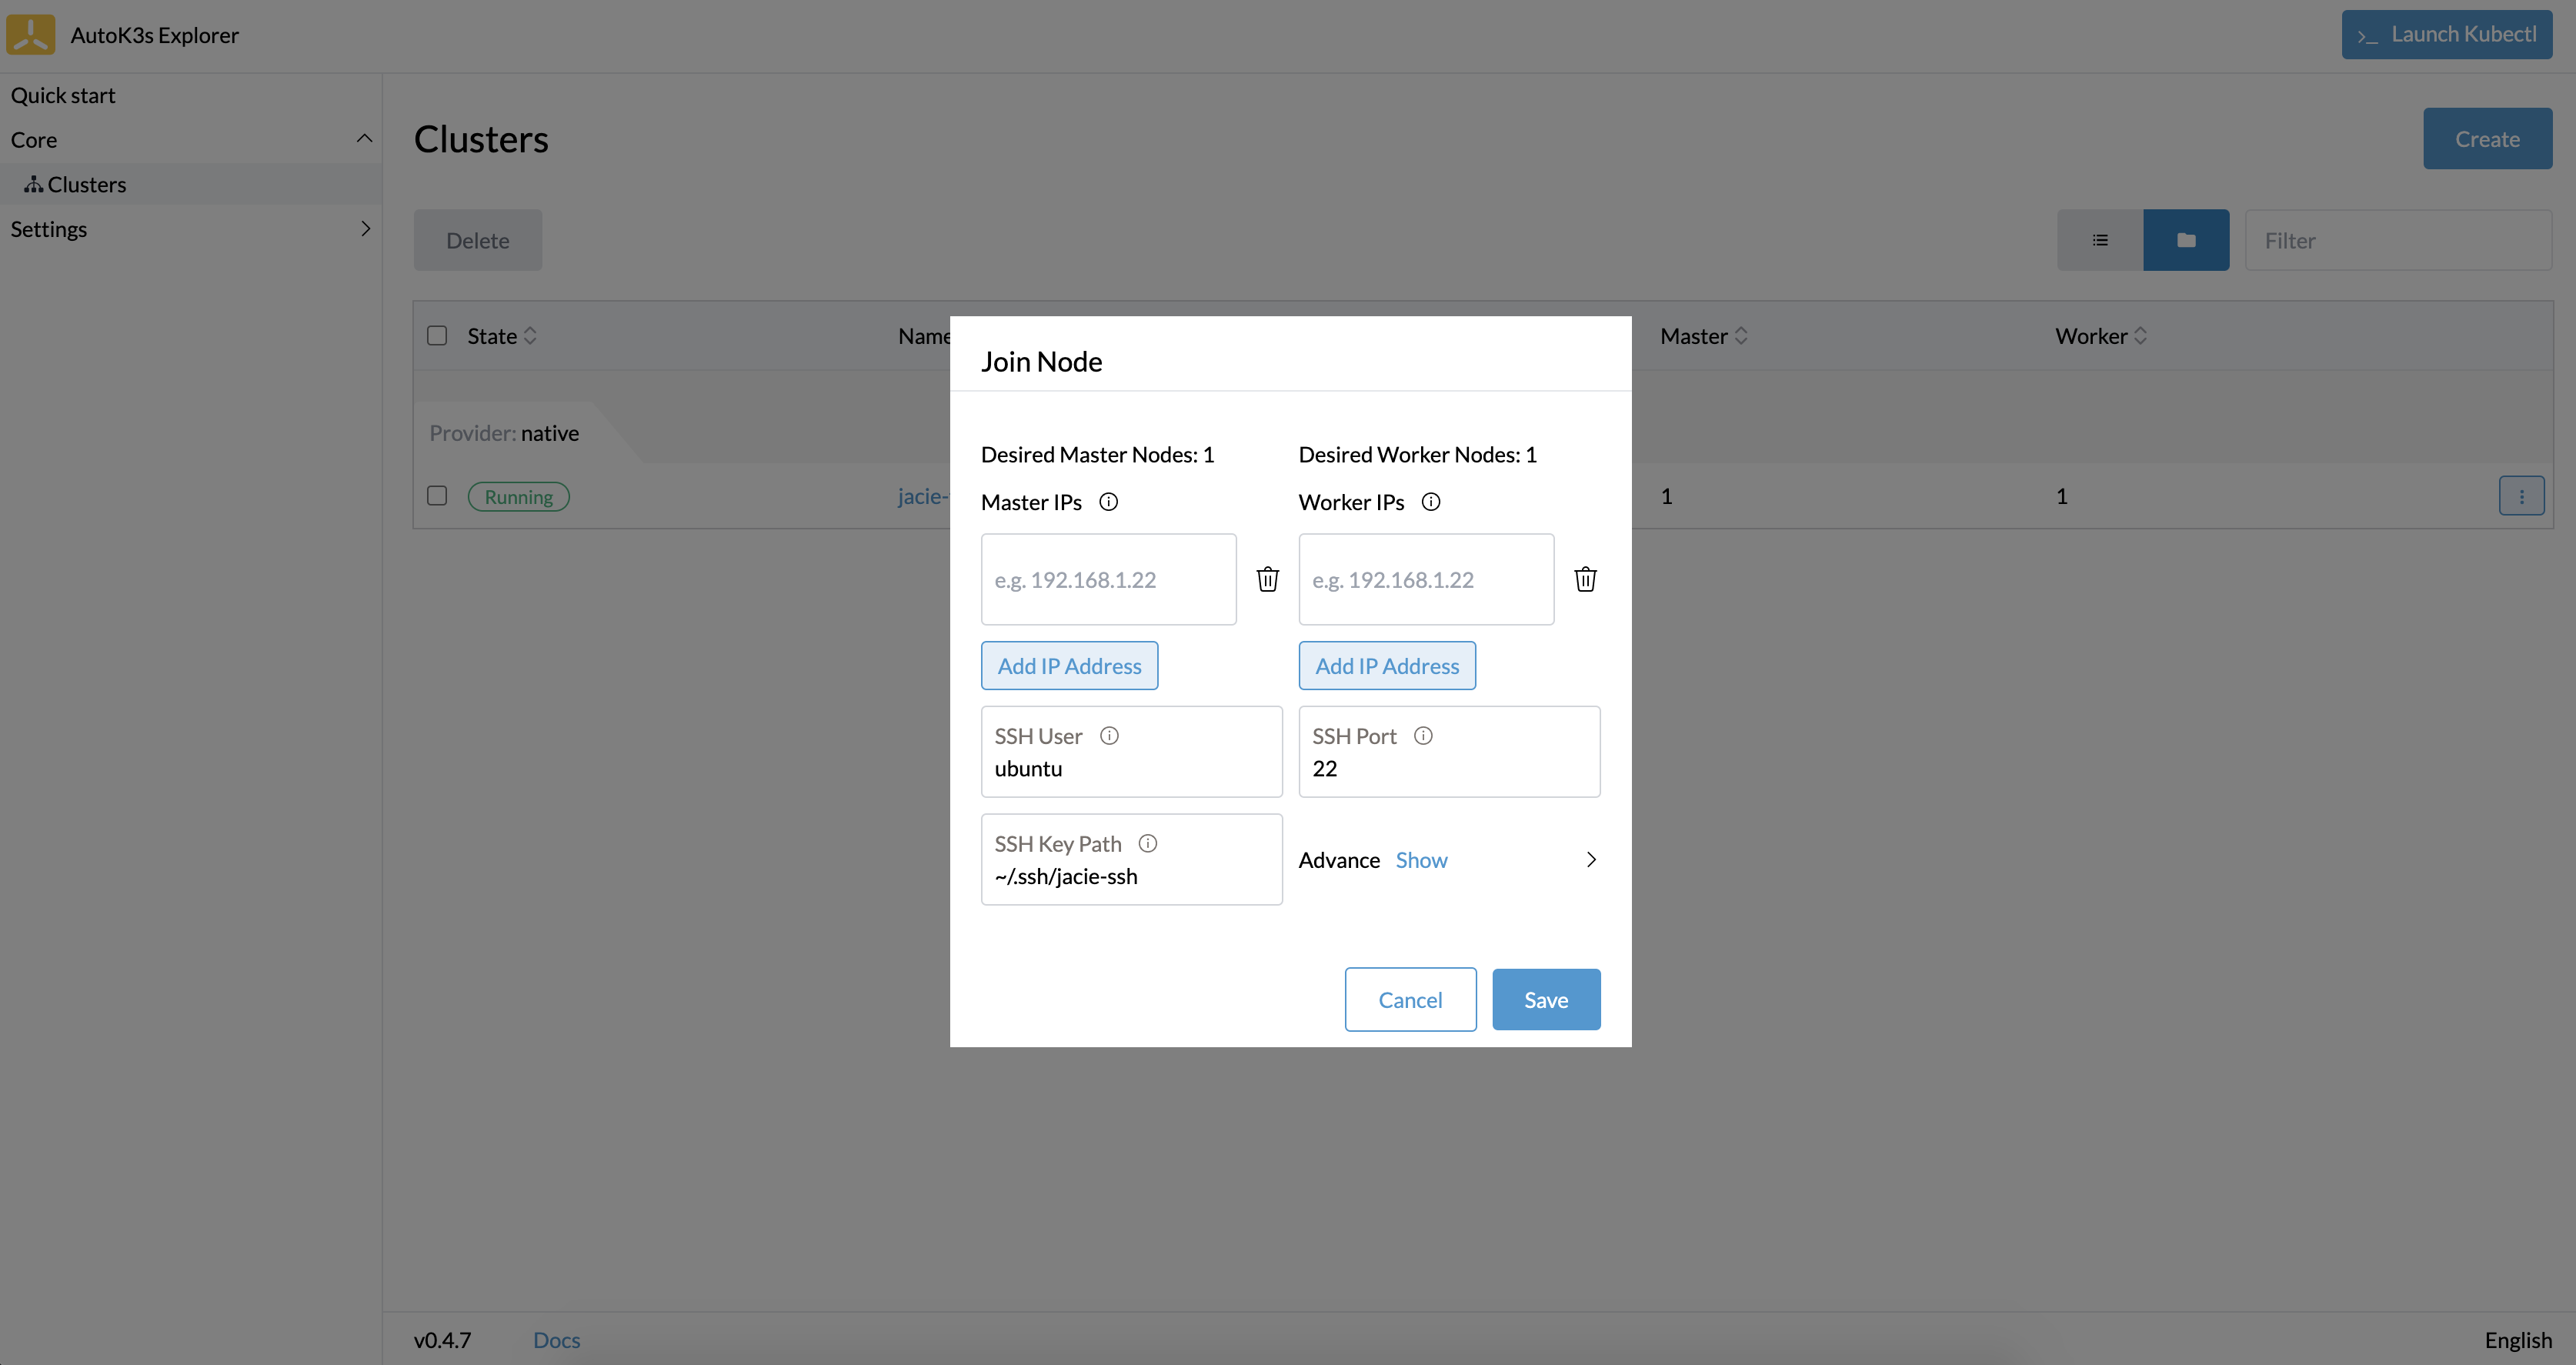 AutoK3s Explorer
>_ Launch Kubectl
Quick start
Core
Clusters
Settings
Clusters
Create
Delete
Filter
State Name Master Worker
Provider: native
Running jacie- 1 1
Join Node
Desired Master Nodes: 1 Desired Worker Nodes: 1
Master IPs Worker IPs
e.g. 192.168.1.22 e.g. 192.168.1.22
Add IP Address Add IP Address
SSH User SSH Port
ubuntu 22
SSH Key Path
~/.ssh/jacie-ssh
Advance Show
Cancel Save
v0.4.7 Docs English